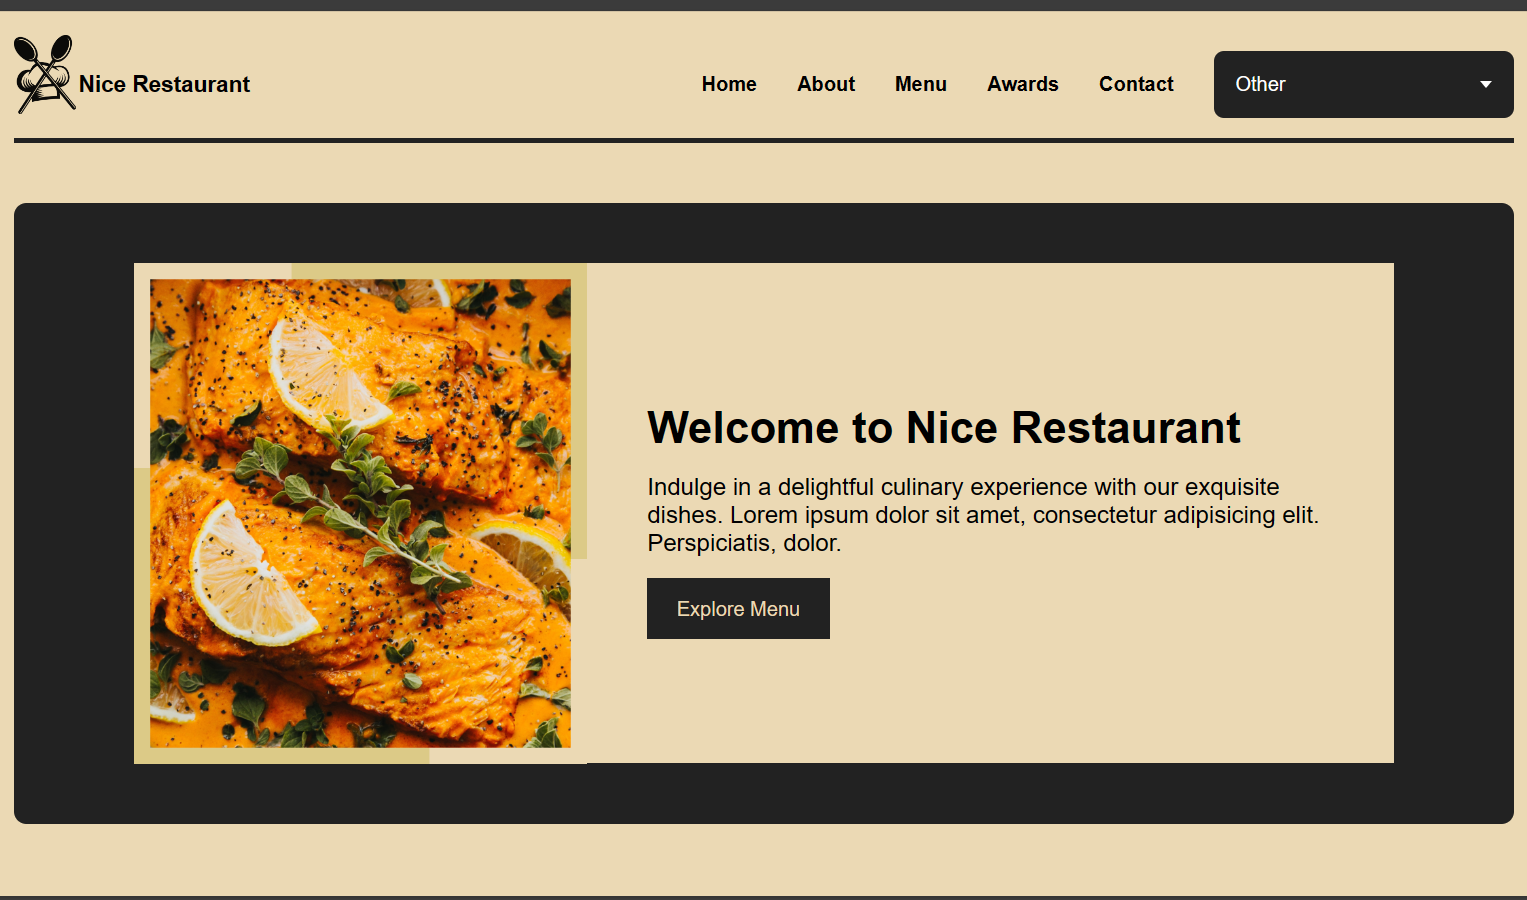 Nice Restaurant
Home
About
Menu
Awards
Contact
Other
Welcome to Nice Restaurant
Indulge in a delightful culinary experience with our exquisite
dishes. Lorem ipsum dolor sit amet, consectetur adipisicing elit.
Perspiciatis, dolor.
Explore Menu